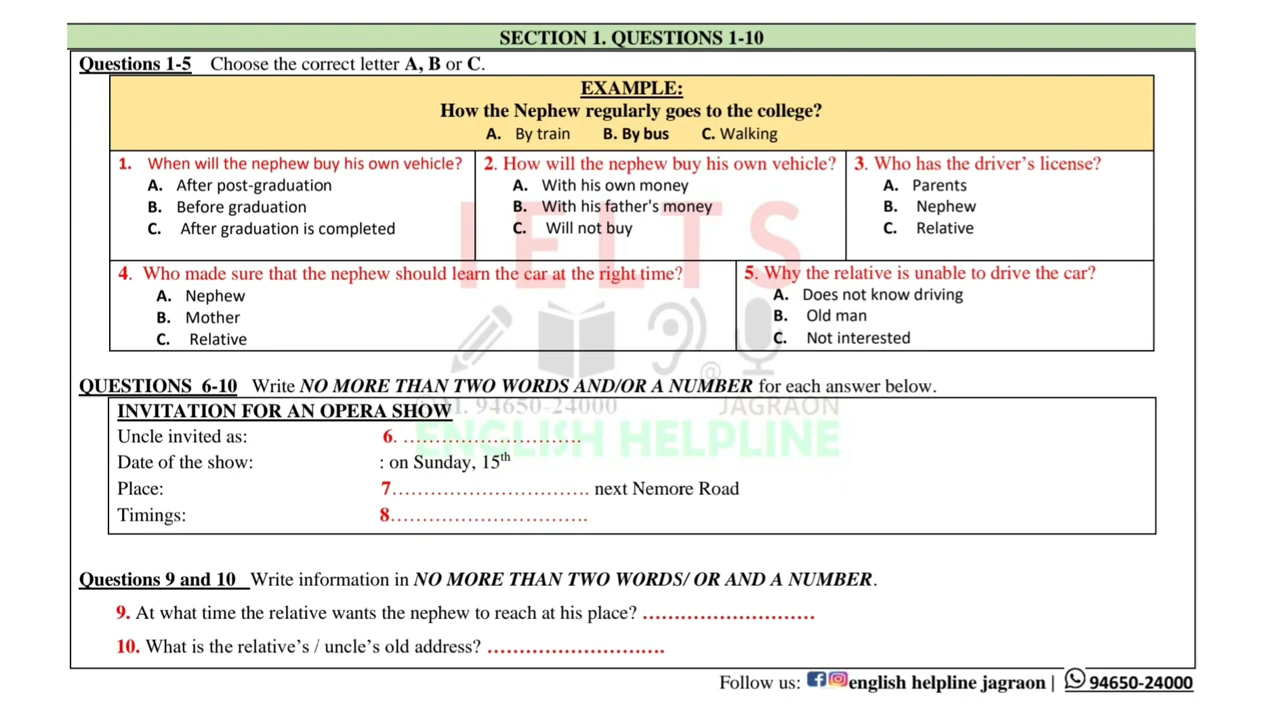 SECTION 1. QUESTIONS 1-10
Questions 1-5 Choose the correct letter A, B or C.
EXAMPLE:
How the Nephew regularly goes to the college?
A. By train B. By bus C. Walking
1. When will the nephew buy his own vehicle?
A. After post-graduation
B. Before graduation
C. After graduation is completed
2. How will the nephew buy his own vehicle?
A. With his own money
B. With his father's money
C. Will not buy
3. Who has the driver’s license?
A. Parents
B. Nephew
C. Relative
4. Who made sure that the nephew should learn the car at the right time?
A. Nephew
B. Mother
C. Relative
5. Why the relative is unable to drive the car?
A. Does not know driving
B. Old man
C. Not interested
IELTS
@
QUESTIONS 6-10 Write NO MORE THAN TWO WORDS AND/OR A NUMBER for each answer below.
94650-24000 JAGRAON
ENGLISH HELPLINE
INVITATION FOR AN OPERA SHOW
Uncle invited as: 6. ............................
Date of the show: : on Sunday, 15th
Place: 7............................... next Nemore Road
Timings: 8...............................
Questions 9 and 10 Write information in NO MORE THAN TWO WORDS/ OR AND A NUMBER.
9. At what time the relative wants the nephew to reach at his place? ...........................
10. What is the relative’s / uncle’s old address? ............................
Follow us: english helpline jagraon | 94650-24000